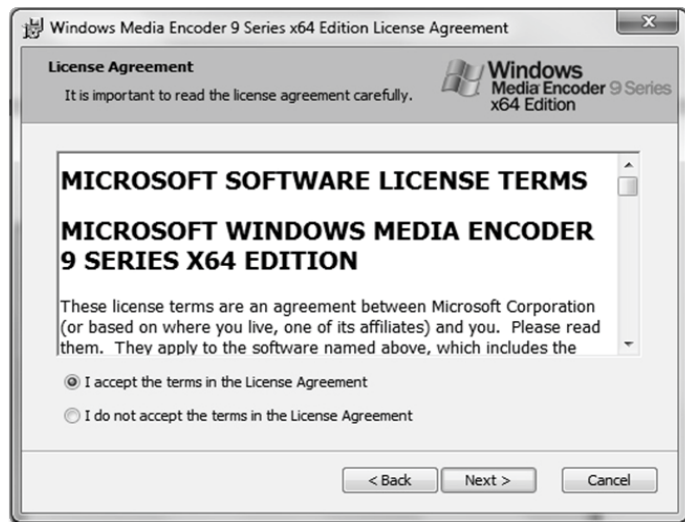 Windows Media Encoder 9 Series x64 Edition License Agreement
License Agreement
It is important to read the license agreement carefully.
Windows
Media Encoder 9 Series
x64 Edition
MICROSOFT SOFTWARE LICENSE TERMS
MICROSOFT WINDOWS MEDIA ENCODER
9 SERIES X64 EDITION
These license terms are an agreement between Microsoft Corporation
(or based on where you live, one of its affiliates) and you.  Please read
them.  They apply to the software named above, which includes the
I accept the terms in the License Agreement
I do not accept the terms in the License Agreement
< Back
Next >
Cancel